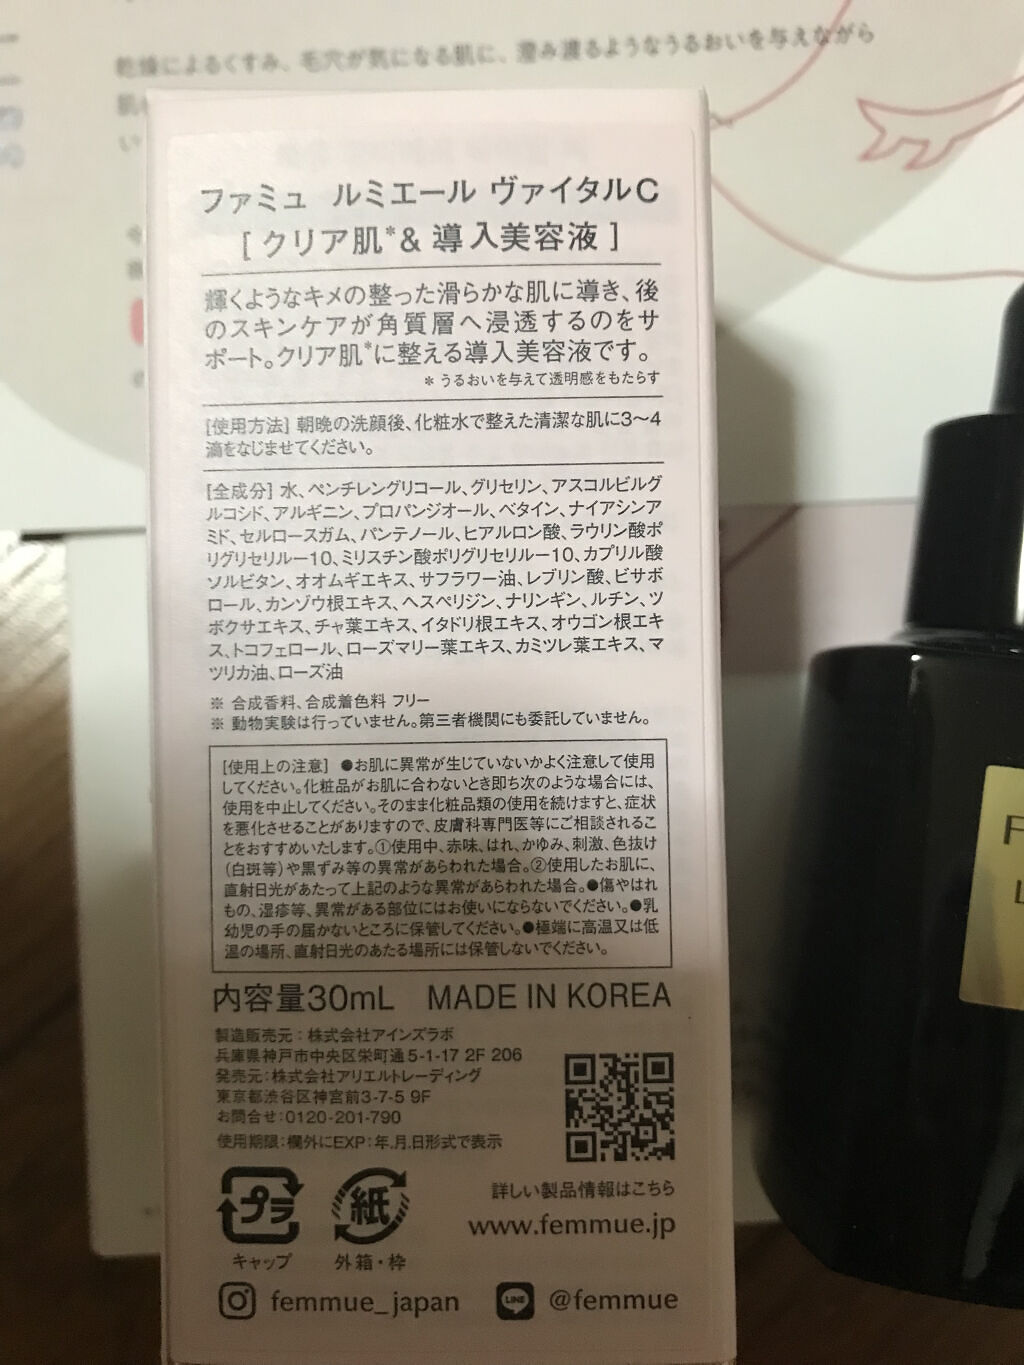 乾燥によるくすみ、毛穴が気になる肌に、澄み渡るようなうるおいを与えながら
肌
い
ファミュ ルミエール ヴァイタルC
[ クリア肌*& 導入美容液 ]
輝くようなキメの整った滑らかな肌に導き、後
のスキンケアが角質層へ浸透するのをサ
ポート。クリア肌*に整える導入美容液です。
* うるおいを与えて透明感をもたらす
[使用方法] 朝晩の洗顔後、化粧水で整えた清潔な肌に3〜4
滴をなじませてください。
[全成分] 水、ペンチレングリコール、グリセリン、アスコルビルグ
ルコシド、アルギニン、プロパンジオール、ベタイン、ナイアシンア
ミド、セルロースガム、パンテノール、ヒアルロン酸、ラウリン酸ポ
リグリセリル−10、ミリスチン酸ポリグリセリル−10、カプリル酸
ソルビタン、オオムギエキス、サフラワー油、レブリン酸、ビサボ
ロール、カンゾウ根エキス、ヘスペリジン、ナリンギン、ルチン、ツ
ボクサエキス、チャ葉エキス、イタドリ根エキス、オウゴン根エキ
ス、トコフェロール、ローズマリー葉エキス、カミツレ葉エキス、マ
ツリカ油、ローズ油
※ 合成香料、合成着色料 フリー
※ 動物実験は行っていません。第三者機関にも委託していません。
[使用上の注意] ●お肌に異常が生じていないかよく注意して使用
してください。化粧品がお肌に合わないとき即ち次のような場合には、
使用を中止してください。そのまま化粧品類の使用を続けますと、症状
を悪化させることがありますので、皮膚科専門医等にご相談されるこ
とをおすすめいたします。①使用中、赤味、はれ、かゆみ、刺激、色抜け
(白斑等)や黒ずみ等の異常があらわれた場合。②使用したお肌に、
直射日光があたって上記のような異常があらわれた場合。●傷やはれ
もの、湿疹等、異常がある部位にはお使いにならないでください。●乳
幼児の手の届かないところに保管してください。●極端に高温又は低
温の場所、直射日光のあたる場所には保管しないでください。
内容量30mL MADE IN KOREA
製造販売元：株式会社アインズラボ
兵庫県神戸市中央区栄町通5-1-17 2F 206
発売元：株式会社アリエルトレーディング
東京都渋谷区神宮前3-7-5 9F
お問合せ：0120-201-790
使用期限：欄外にEXP：年.月.日形式で表示
プラ
紙
キャップ
外箱・枠
詳しい製品情報はこちら
www.femmue.jp
femmue_japan
LINE
@femmue
F
L